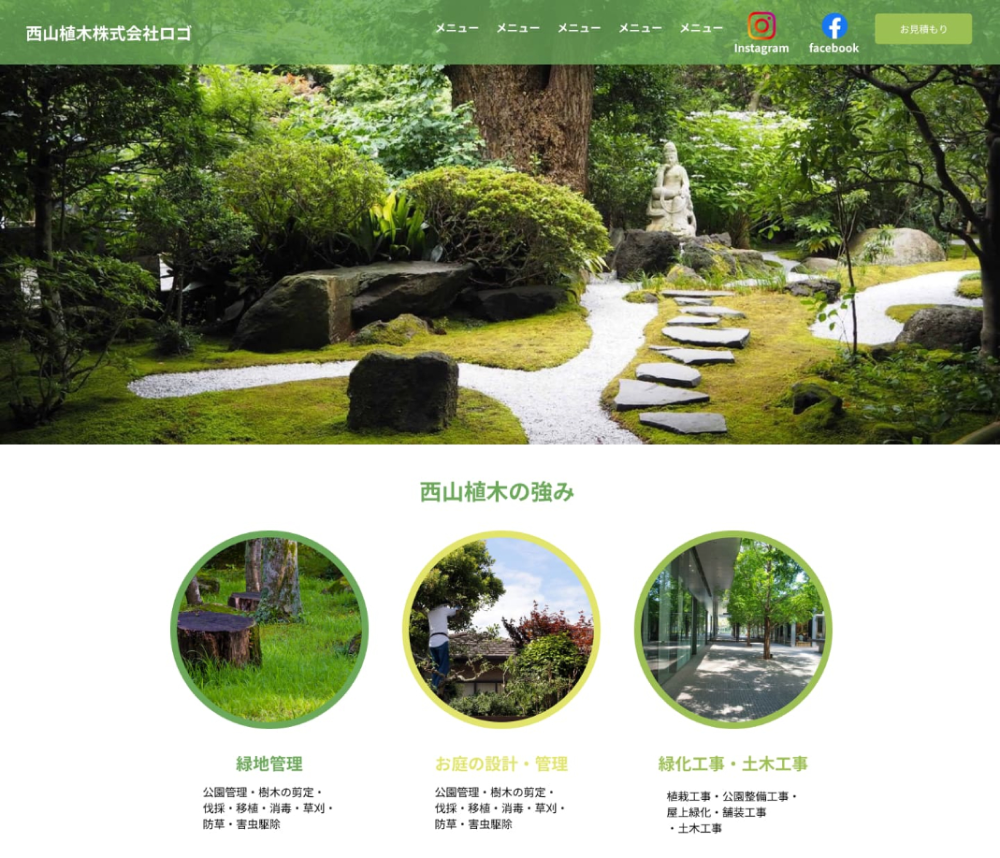 西山植木株式会社ロゴ
メニュー メニュー メニュー メニュー メニュー
Instagram
facebook
お見積もり
西山植木の強み
緑地管理
公園管理・樹木の剪定・
伐採・移植・消毒・草刈・
防草・害虫駆除
お庭の設計・管理
公園管理・樹木の剪定・
伐採・移植・消毒・草刈・
防草・害虫駆除
緑化工事・土木工事
植栽工事・公園整備工事・
屋上緑化・舗装工事
・土木工事